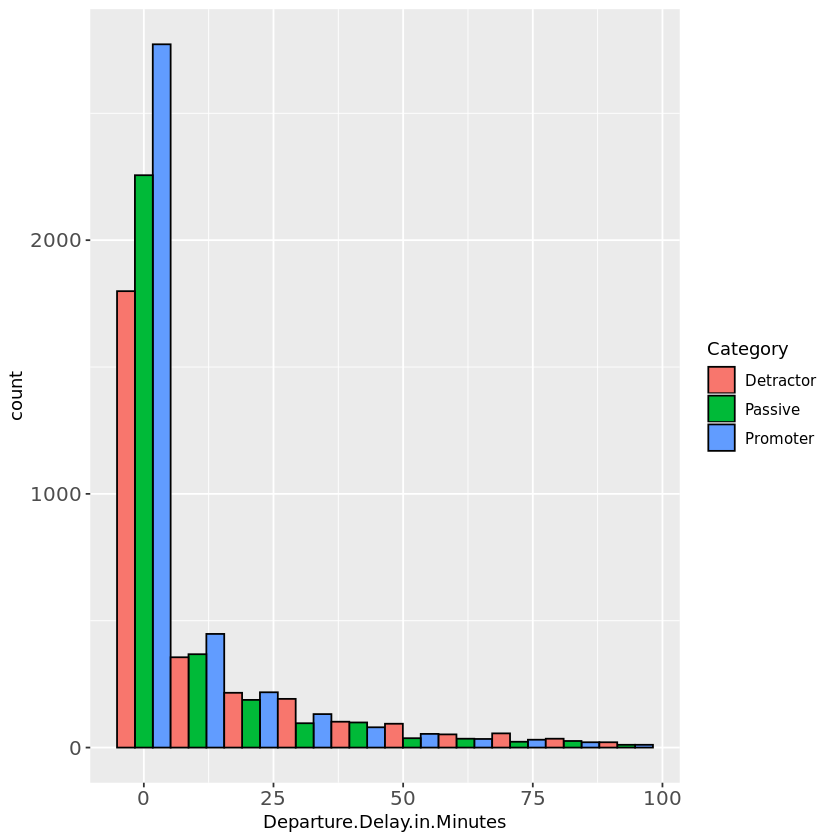 2000
1000
0
count
0 25 50 75 100
Departure.Delay.in.Minutes
Category
Detractor
Passive
Promoter